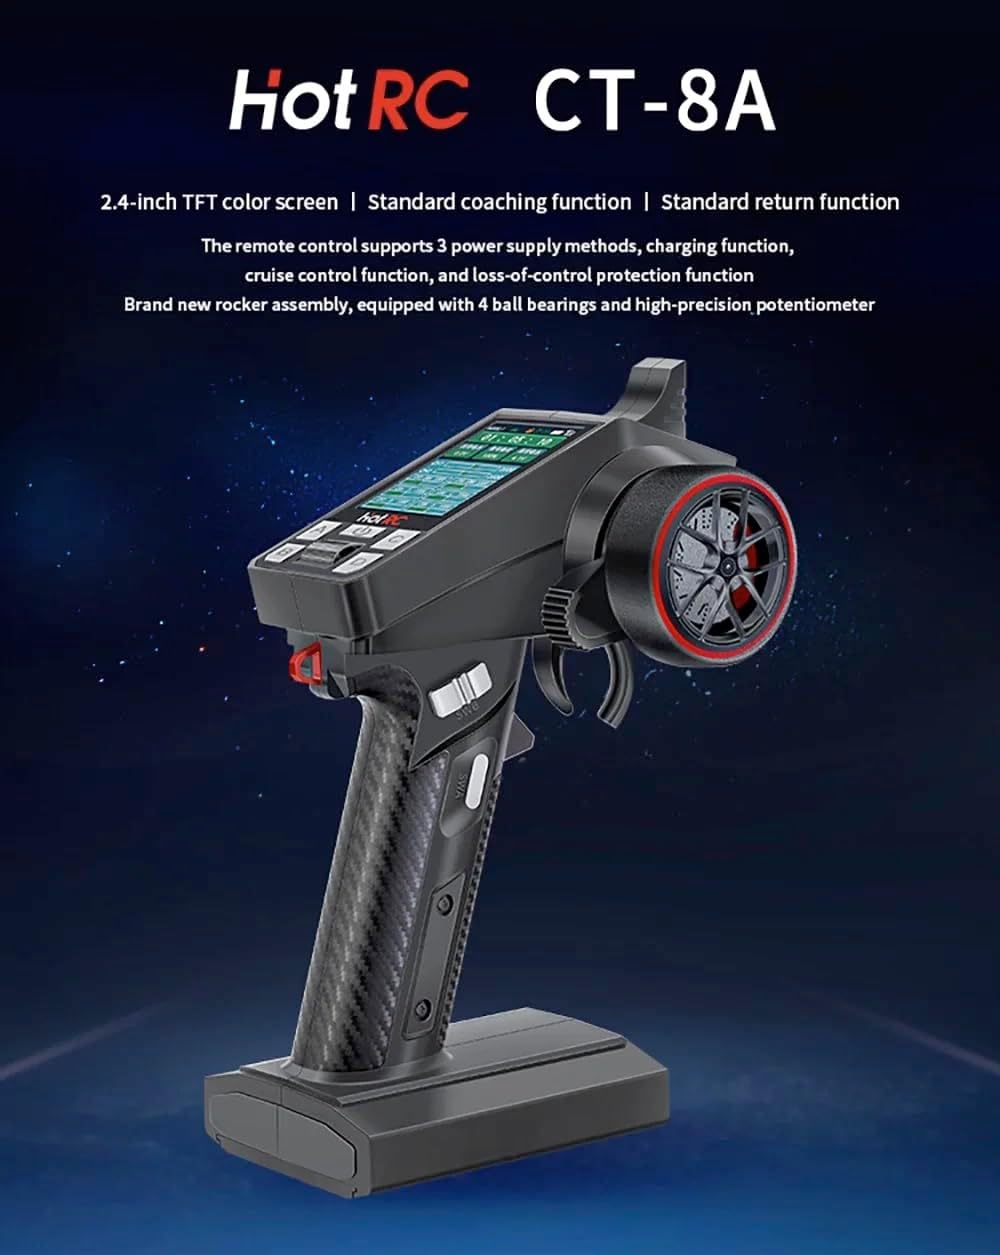 HotRC CT-8A
2.4-inch TFT color screen | Standard coaching function | Standard return function
The remote control supports 3 power supply methods, charging function,
cruise control function, and loss-of-control protection function
Brand new rocker assembly, equipped with 4 ball bearings and high-precision potentiometer
HotRC
A
C
B
D
SWB
SWA